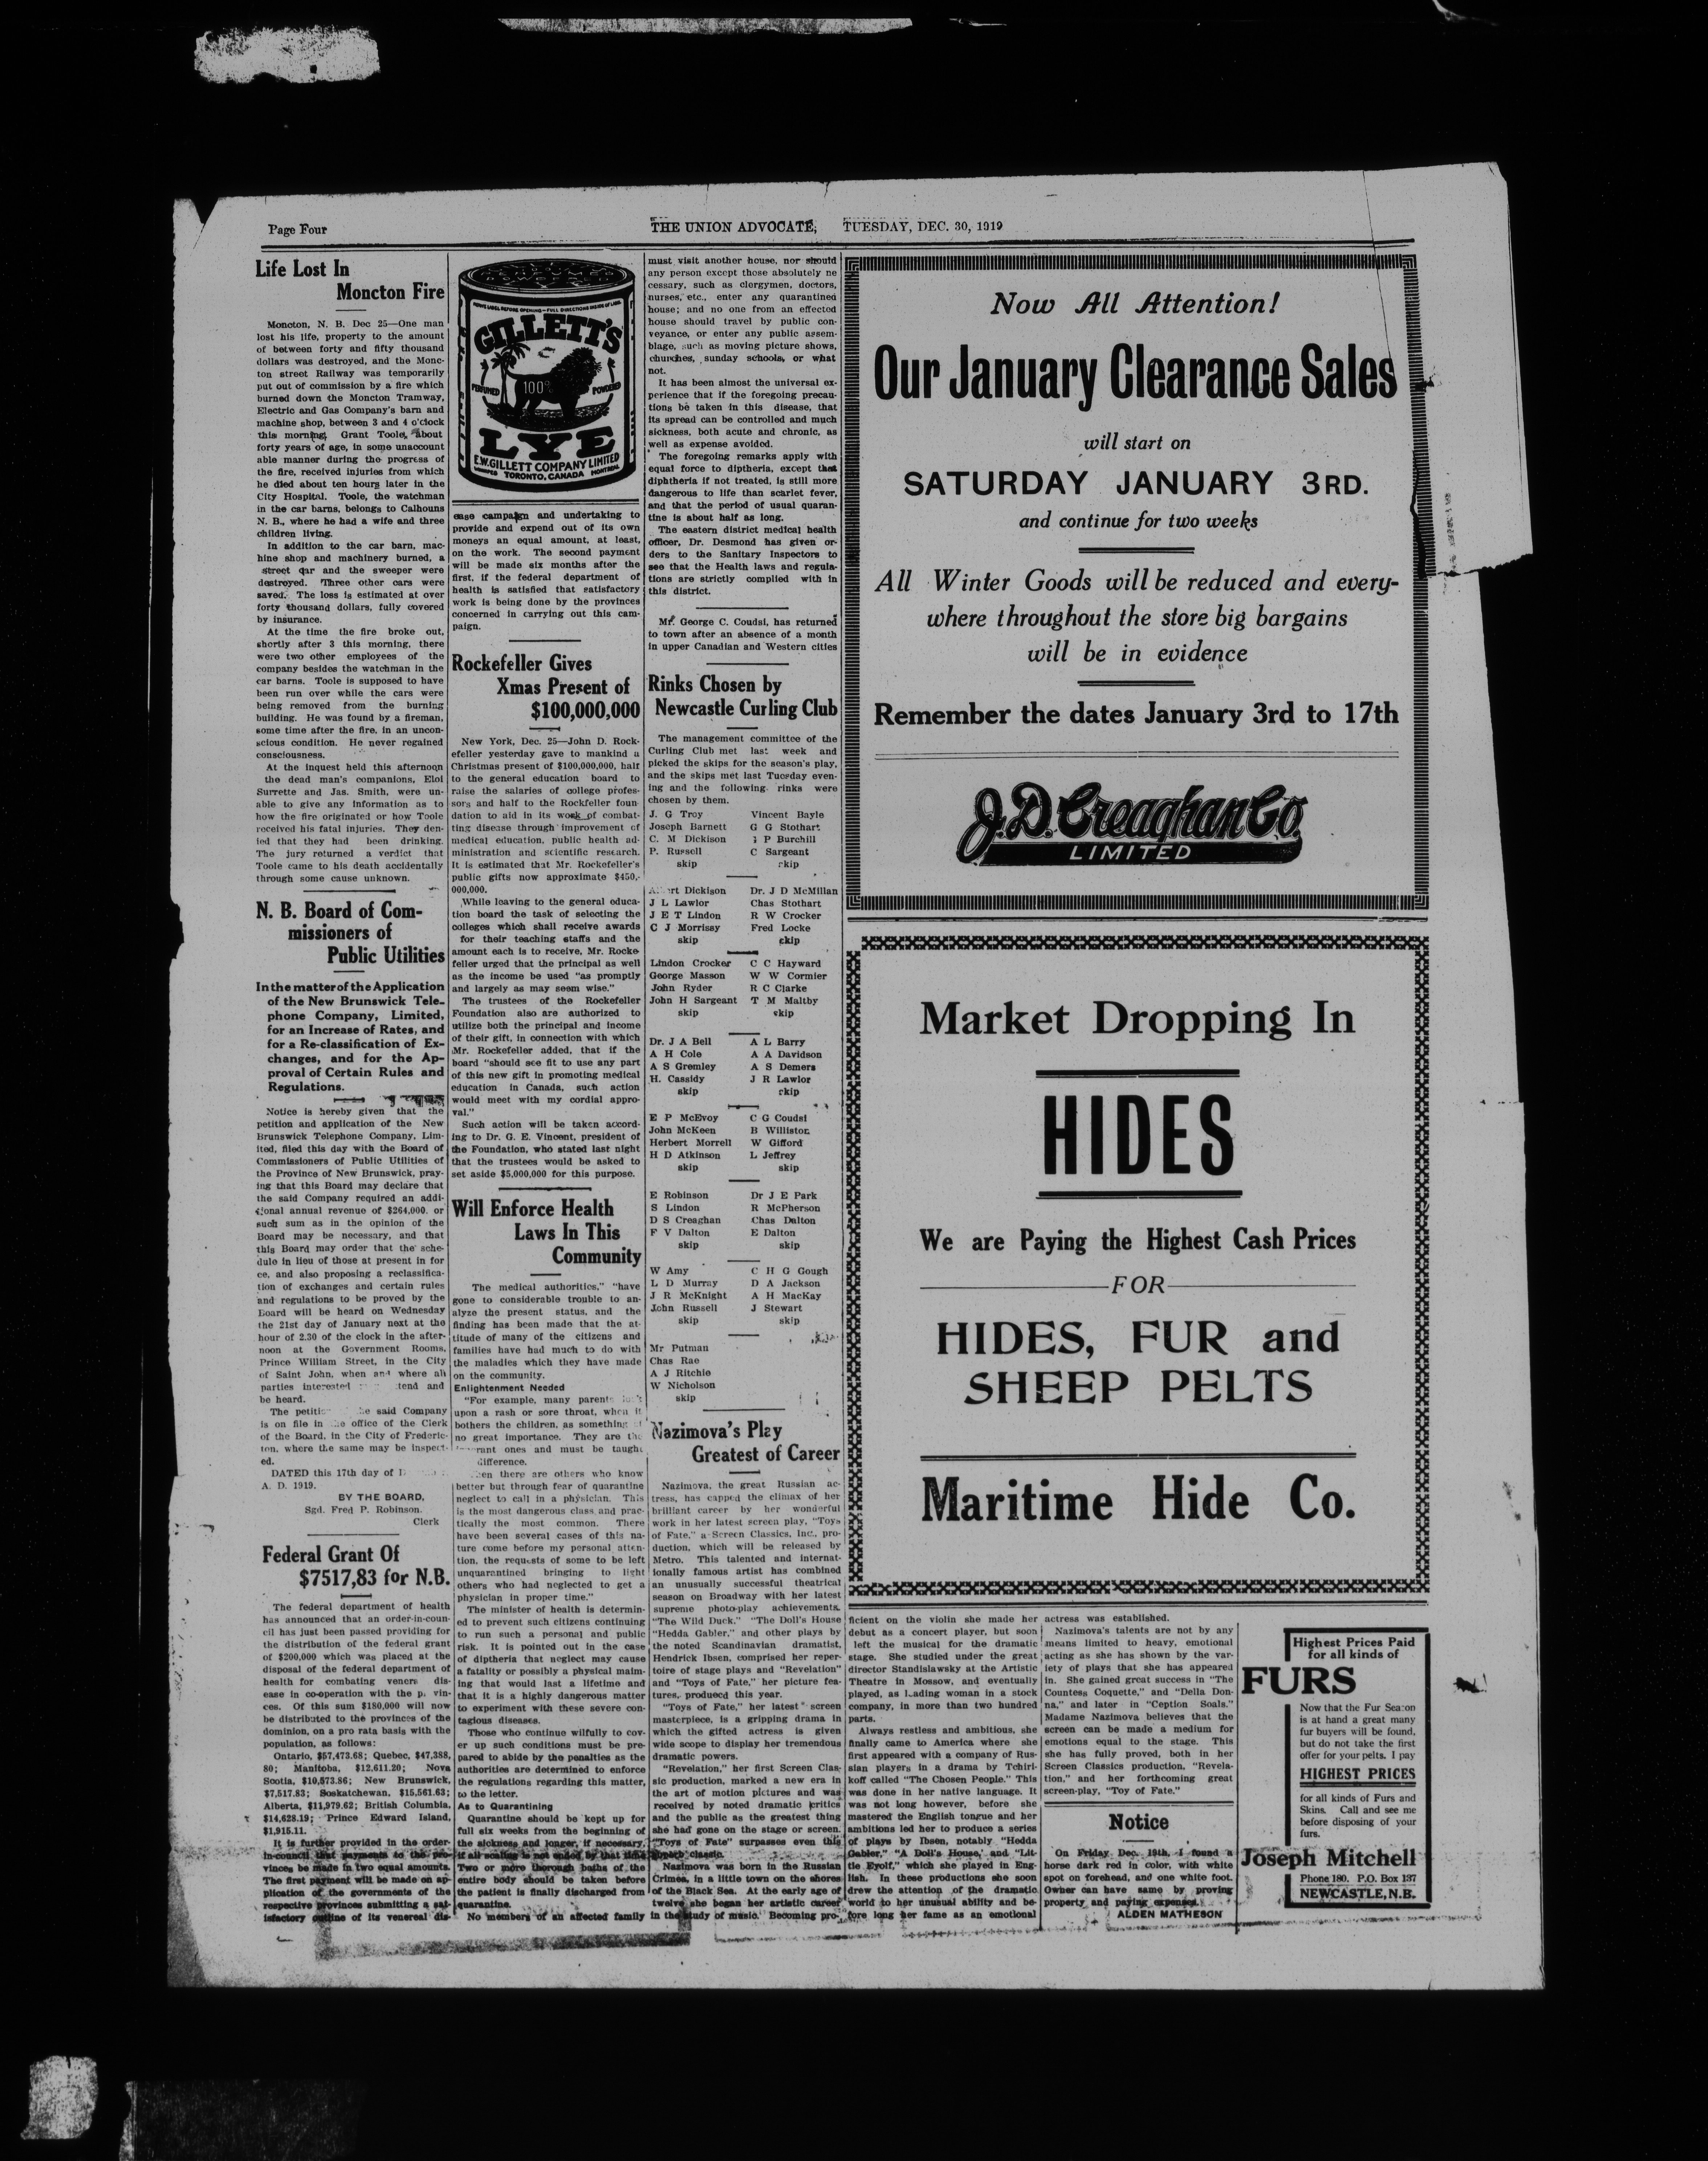 Page Four
THE UNION ADVOCATE, TUESDAY, DEC. 30, 1919
Life Lost In
Moncton Fire
Moncton, N. B. Dec 25—One man
lost his life, property to the amount
of between forty and fifty thousand
dollars was destroyed, and the Monc-
ton street Railway was temporarily
put out of commission by a fire which
burned down the Moncton Tramway,
Electric and Gas Company's barn and
machine shop, between 3 and 4 o'clock
this morning. Grant Toole, about
forty years of age, in some unaccount
able manner during the progress of
the fire, received injuries from which
he died about ten hours later in the
City Hospital. Toole, the watchman
in the car barns, belongs to Calhouns
N. B., where he had a wife and three
children living.
In addition to the car barn, mac-
hine shop and machinery burned, a
street car and the sweeper were
destroyed. Three other cars were
saved. The loss is estimated at over
forty thousand dollars, fully covered
by insurance.
At the time the fire broke out,
shortly after 3 this morning, there
were two other employees of the
company besides the watchman in the
car barns. Toole is supposed to have
been run over while the cars were
being removed from the burning
building. He was found by a fireman,
some time after the fire, in an uncon-
scious condition. He never regained
consciousness.
At the inquest held this afternoon
the dead man's companions, Eloi
Surrette and Jas. Smith, were un-
able to give any information as to
how the fire originated or how Toole
received his fatal injuries. They den-
ied that they had been drinking.
The jury returned a verdict that
Toole came to his death accidentally
through some cause unknown.
N. B. Board of Com-
missioners of
Public Utilities
In the matter of the Application
of the New Brunswick Tele-
phone Company, Limited,
for an Increase of Rates, and
for a Re-classification of Ex-
changes, and for the Ap-
proval of Certain Rules and
Regulations.
Notice is hereby given that the
petition and application of the New
Brunswick Telephone Company, Lim-
ited, filed this day with the Board of
Commissioners of Public Utilities of
the Province of New Brunswick, pray-
ing that this Board may declare that
the said Company required an addi-
tional annual revenue of $264,000. or
such sum as in the opinion of the
Board may be necessary, and that
this Board may order that the sche-
dule in lieu of those at present in for
ce, and also proposing a reclassifica-
tion of exchanges and certain rules
and regulations to be proved by the
Board will be heard on Wednesday
the 21st day of January next at the
hour of 2.30 of the clock in the after-
noon at the Government Rooms,
Prince William Street, in the City
of Saint John, when and where all
parties interested tend and
be heard.
The petitio he said Company
is on file in the office of the Clerk
of the Board, in the City of Frederic-
ton, where the same may be inspect-
ed.
DATED this 17th day of
A. D. 1919.
BY THE BOARD,
Sgd. Fred P. Robinson.
Clerk
Federal Grant Of
$7517,83 for N.B.
The federal department of health
has announced that an order-in-coun-
cil has just been passed providing for
the distribution of the federal grant
of $200,000 which was placed at the
disposal of the federal department of
health for combating venere dis-
ease in co-operation with the p. vin-
ces. Of this sum $180,000 will now
be distributed to the provinces of the
dominion, on a pro rata basis with the
population, as follows:
Ontario, $57,473.68; Quebec, $47,388,
80; Manitoba, $12.611.20; Nova
Scotia, $10,573.86; New Brunswick,
$7,517.83; Saskatchewan, $15,561.63;
Alberta, $11,979.62; British Columbia,
$14,628.19; Prince Edward Island,
$1,915.11.
It is further provided in the order-
in-council that payments to the pro-
vinces be made in two equal amounts.
The first payment will be made on ap-
plication of the governments of the
respective provinces submitting a sat-
isfactory outline of its venereal dis-
GILLETT'S
PERFUMED 100% POWDERED
LYE
E.W. GILLETT COMPANY LIMITED
WINNIPEG TORONTO, CANADA MONTREAL
ease campaign and undertaking to
provide and expend out of its own
moneys an equal amount, at least,
on the work. The second payment
will be made six months after the
first, if the federal department of
health is satisfied that satisfactory
work is being done by the provinces
concerned in carrying out this cam-
paign.
Rockefeller Gives
Xmas Present of
$100,000,000
New York, Dec. 25—John D. Rock-
efeller yesterday gave to mankind a
Christmas present of $100,000,000, half
to the general education board to
raise the salaries of college profes-
sors and half to the Rockfeller foun
dation to aid in its work of combat-
ting disease through improvement of
medical education, public health ad-
ministration and scientific research.
It is estimated that Mr. Rockefeller's
public gifts now approximate $450,-
000,000.
While leaving to the general educa-
tion board the task of selecting the
colleges which shall receive awards
for their teaching staffs and the
amount each is to receive, Mr. Rocke
feller urged that the principal as well
as the income be used "as promptly
and largely as may seem wise."
The trustees of the Rockefeller
Foundation also are authorized to
utilize both the principal and income
of their gift, in connection with which
Mr. Rockefeller added, that if the
board "should see fit to use any part
of this new gift in promoting medical
education in Canada, such action
would meet with my cordial appro-
val."
Such action will be taken accord-
ing to Dr. G. E. Vincent, president of
the Foundation, who stated last night
that the trustees would be asked to
set aside $5,000,000 for this purpose.
Will Enforce Health
Laws In This
Community
The medical authorities," "have
gone to considerable trouble to an-
alyze the present status, and the
finding has been made that the at-
titude of many of the citizens and
families have had much to do with
the maladies which they have made
on the community.
Enlightenment Needed
"For example, many parents
upon a rash or sore throat, when it
bothers the children, as something of
no great importance. They are the
rant ones and must be taught
difference.
hen there are others who know
better but through fear of quarantine
neglect to call in a physician. This
is the most dangerous class and prac-
tically the most common. There
have been several cases of this na-
ture come before my personal atten-
tion, the requests of some to be left
unquarantined bringing to light
others who had neglected to get a
physician in proper time."
The minister of health is determin-
ed to prevent such citizens continuing
to run such a personal and public
risk. It is pointed out in the case
of diptheria that neglect may cause
a fatality or possibly a physical maim-
ing that would last a lifetime and
that it is a highly dangerous matter
to experiment with these severe con-
tagious diseases.
Those who continue wilfully to cov-
er up such conditions must be pre-
pared to abide by the penalties as the
authorities are determined to enforce
the regulations regarding this matter,
to the letter.
As to Quarantining
Quarantine should be kept up for
full six weeks from the beginning of
the sickness and longer, if necessary,
if all scaling is not ended by that time
Two or more thorough baths of the
entire body should be taken before
the patient is finally discharged from
quarantine.
No members of an affected family
must visit another house, nor should
any person except those absolutely ne
cessary, such as clergymen, doctors,
nurses, etc., enter any quarantined
house; and no one from an effected
house should travel by public con-
veyance, or enter any public assem-
blage, such as moving picture shows,
churches, sunday schools, or what
not.
It has been almost the universal ex-
perience that if the foregoing precau-
tions be taken in this disease, that
its spread can be controlled and much
sickness, both acute and chronic, as
well as expense avoided.
The foregoing remarks apply with
equal force to diptheria, except that
diphtheria if not treated, is still more
dangerous to life than scarlet fever,
and that the period of usual quaran-
tine is about half as long.
The eastern district medical health
officer, Dr. Desmond has given or-
ders to the Sanitary Inspectors to
see that the Health laws and regula-
tions are strictly complied with in
this district.
Mr. George C. Coudsi, has returned
to town after an absence of a month
in upper Canadian and Western cities
Rinks Chosen by
Newcastle Curling Club
The management committee of the
Curling Club met last week and
picked the skips for the season's play,
and the skips met last Tuesday even-
ing and the following rinks were
chosen by them.
J. G Troy Vincent Bayle
Joseph Barnett G G Stothart
C. M Dickison P Burchill
P. Russell C Sargeant
skip skip
rt Dickison Dr. J D McMillan
J L Lawlor Chas Stothart
J E T Lindon R W Crocker
C J Morrissy Fred Locke
skip skip
Lindon Crocker C C Hayward
George Masson W W Cormier
John Ryder R C Clarke
John H Sargeant T M Maltby
skip skip
Dr. J A Bell A L Barry
A H Cole A A Davidson
A S Gremley A S Demers
H. Cassidy J R Lawlor
skip skip
E P McEvoy C G Coudsi
John McKeen B Williston
Herbert Morrell W Gifford
H D Atkinson L Jeffrey
skip skip
E Robinson Dr J E Park
S Lindon R McPherson
D S Creaghan Chas Dalton
F V Dalton E Dalton
skip skip
W Amy C H G Gough
L D Murray D A Jackson
J R McKnight A H MacKay
John Russell J Stewart
skip skip
Mr Putman
Chas Rae
A J Ritchie
W Nicholson
skip
Nazimova's Play
Greatest of Career
Nazimova, the great Russian ac-
tress, has capped the climax of her
brilliant career by her wonderful
work in her latest screen play, "Toys
of Fate," a Screen Classics, Inc., pro-
duction, which will be released by
Metro. This talented and internat-
ionally famous artist has combined
an unusually successful theatrical
season on Broadway with her latest
supreme photo-play achievements.
"The Wild Duck." "The Doll's House
"Hedda Gabler," and other plays by
the noted Scandinavian dramatist,
Hendrick Ibsen, comprised her reper-
toire of stage plays and "Revelation"
and "Toys of Fate," her picture fea-
tures, produecd this year.
"Toys of Fate," her latest screen
masterpiece, is a gripping drama in
which the gifted actress is given
wide scope to display her tremendous
dramatic powers.
"Revelation," her first Screen Clas-
sic production, marked a new era in
the art of motion pictures and was
received by noted dramatic critics
and the public as the greatest thing
she had gone on the stage or screen.
"Toys of Fate" surpasses even this
classic.
Nazimova was born in the Russian
Crimea, in a little town on the shores
of the Black Sea. At the early age of
twelve she began her artistic career
in the study of music. Becoming pro-
ficient on the violin she made her
debut as a concert player, but soon
left the musical for the dramatic
stage. She studied under the great
director Standislawsky at the Artistic
Theatre in Mossow, and eventually
played, as leading woman in a stock
company, in more than two hundred
parts.
Always restless and ambitious, she
finally came to America where she
first appeared with a company of Rus-
sian players in a drama by Tchiri-
koff called "The Chosen People." This
was done in her native language. It
was not long however, before she
mastered the English tongue and her
ambitions led her to produce a series
of plays by Ibsen, notably "Hedda
Gabler," "A Doll's House,' and "Lit-
tle Eyolf," which she played in Eng-
lish. In these productions she soon
drew the attention of the dramatic
world to her unusual ability and be-
fore long her fame as an emotional
actress was established.
Nazimova's talents are not by any
means limited to heavy, emotional
acting as she has shown by the var-
iety of plays that she has appeared
in. She gained great success in "The
Countess Coquette," and "Della Don-
na," and later in "Ception Soals."
Madame Nazimova believes that the
screen can be made a medium for
emotions equal to the stage. This
she has fully proved, both in her
Screen Classics production, "Revela-
tion," and her forthcoming great
screen-play, "Toy of Fate."
Notice
On Friday Dec. 19th, I found a
horse dark red in color, with white
spot on forehead, and one white foot.
Owner can have same by proving
property and paying expenses.
ALDEN MATHESON
Now All Attention!
Our January Clearance Sales
will start on
SATURDAY JANUARY 3RD.
and continue for two weeks
All Winter Goods will be reduced and every-
where throughout the store big bargains
will be in evidence
Remember the dates January 3rd to 17th
J.D. Creaghan Co.
LIMITED
Market Dropping In
HIDES
We are Paying the Highest Cash Prices
FOR
HIDES, FUR and
SHEEP PELTS
Maritime Hide Co.
Highest Prices Paid
for all kinds of
FURS
Now that the Fur Season
is at hand a great many
fur buyers will be found,
but do not take the first
offer for your pelts. I pay
HIGHEST PRICES
for all kinds of Furs and
Skins. Call and see me
before disposing of your
furs.
Joseph Mitchell
Phone 180. P.O. Box 137
NEWCASTLE, N.B.